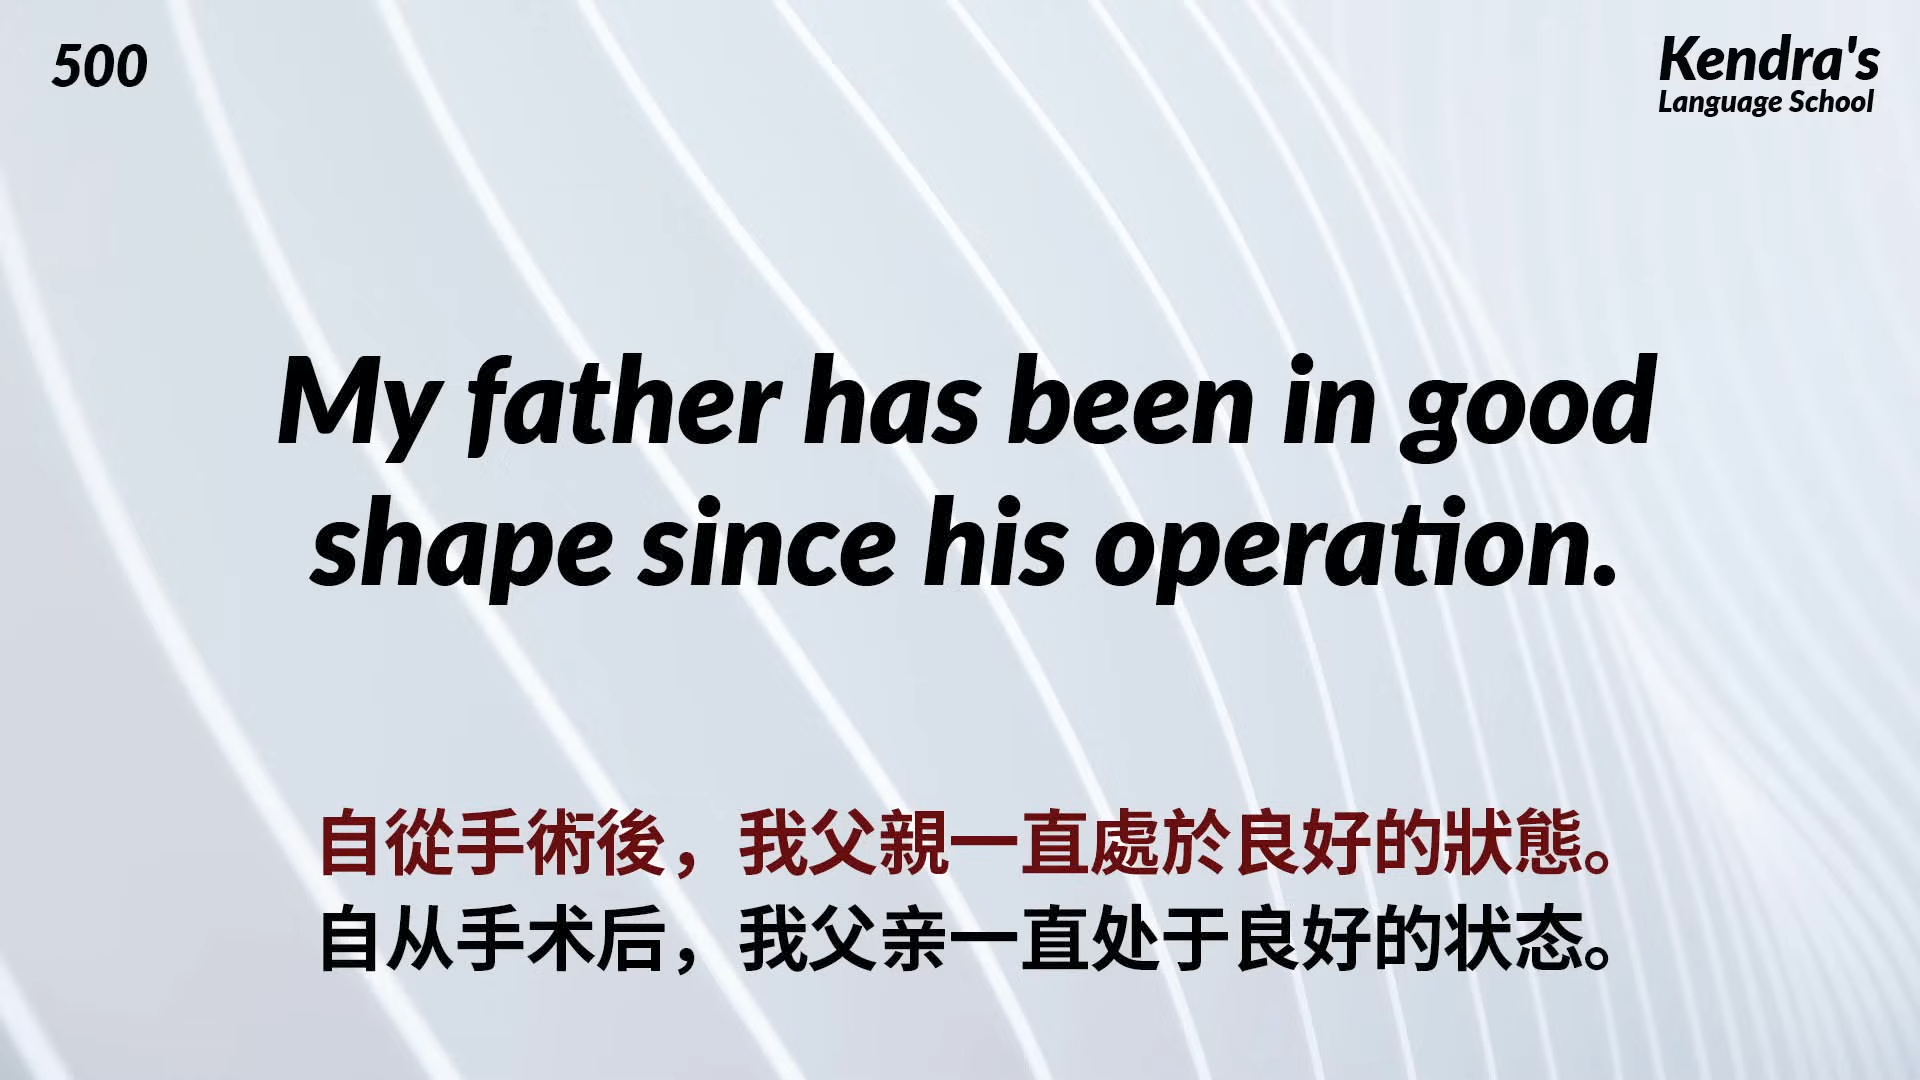 500
Kendra's
Language School
My father has been in good
shape since his operation.
自從手術後，我父親一直處於良好的狀態。
自从手术后，我父亲一直处于良好的状态。